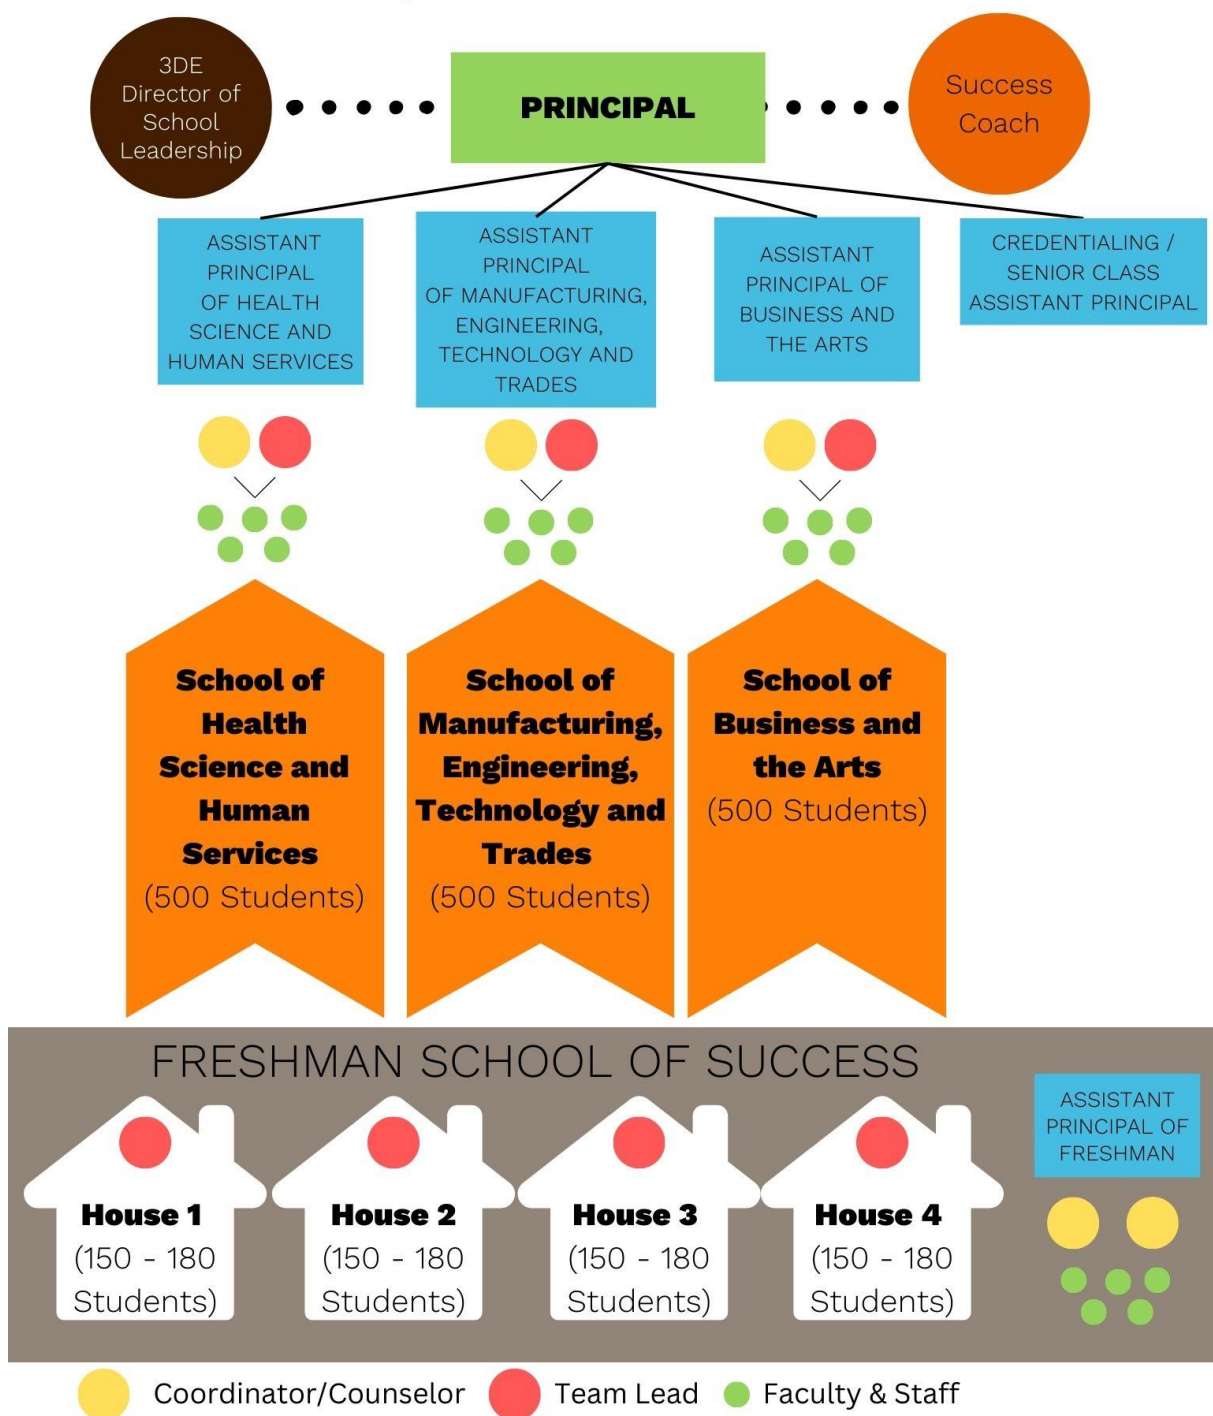 3DE
Director of
School
Leadership
PRINCIPAL
Success
Coach
ASSISTANT
PRINCIPAL
OF HEALTH
SCIENCE AND
HUMAN SERVICES
ASSISTANT
PRINCIPAL
OF MANUFACTURING,
ENGINEERING,
TECHNOLOGY AND
TRADES
ASSISTANT
PRINCIPAL OF
BUSINESS AND
THE ARTS
CREDENTIALING /
SENIOR CLASS
ASSISTANT PRINCIPAL
School of
Health
Science and
Human
Services
(500 Students)
School of
Manufacturing,
Engineering,
Technology and
Trades
(500 Students)
School of
Business and
the Arts
(500 Students)
FRESHMAN SCHOOL OF SUCCESS
House 1
(150 - 180
Students)
House 2
(150 - 180
Students)
House 3
(150 - 180
Students)
House 4
(150 - 180
Students)
ASSISTANT
PRINCIPAL OF
FRESHMAN
Coordinator/Counselor
Team Lead
Faculty & Staff